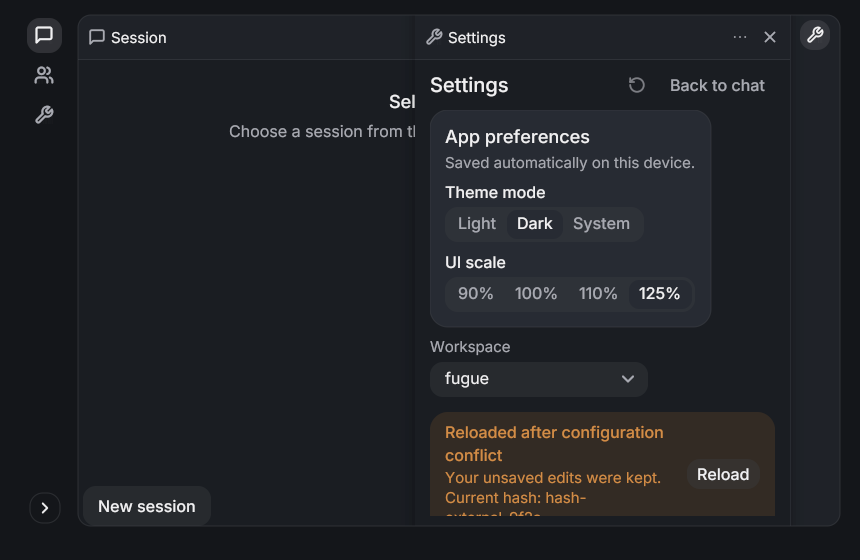 Session
Settings
Settings
Back to chat
Sel
Choose a session from th
App preferences
Saved automatically on this device.
Theme mode
Light Dark System
UI scale
90% 100% 110% 125%
Workspace
fugue
Reloaded after configuration
conflict
Your unsaved edits were kept.
Current hash: hash-
Reload
New session